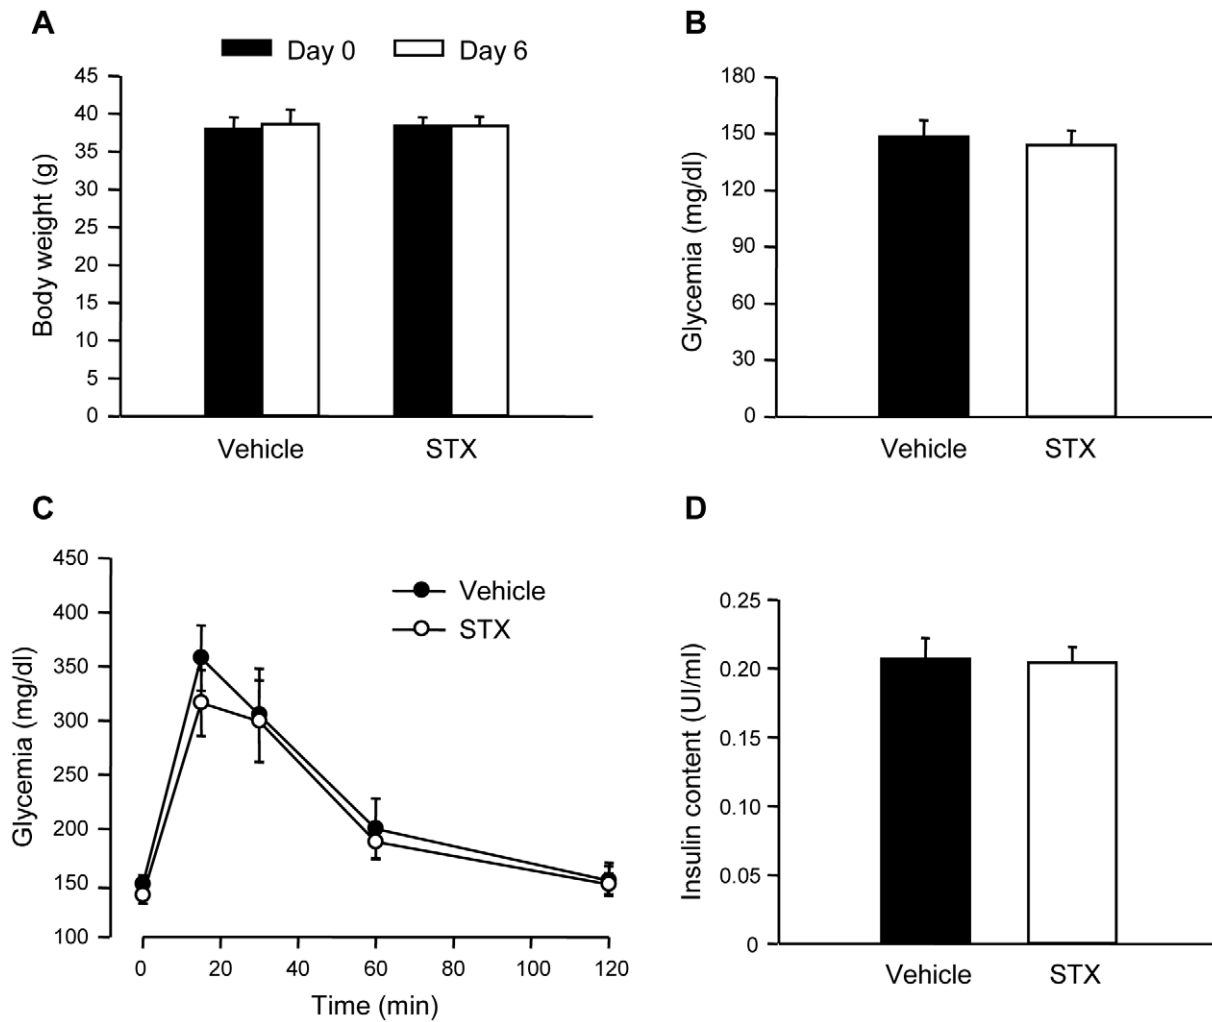 A
Day 0
Day 6
Body weight (g)
45
40
35
30
25
20
15
10
5
0
Vehicle
STX
B
Glycemia (mg/dl)
180
150
120
90
60
30
0
Vehicle
STX
C
Glycemia (mg/dl)
450
400
350
300
250
200
150
100
Vehicle
STX
0 20 40 60 80 100 120
Time (min)
D
Insulin content (UI/ml)
0.25
0.20
0.15
0.10
0.05
0
Vehicle
STX